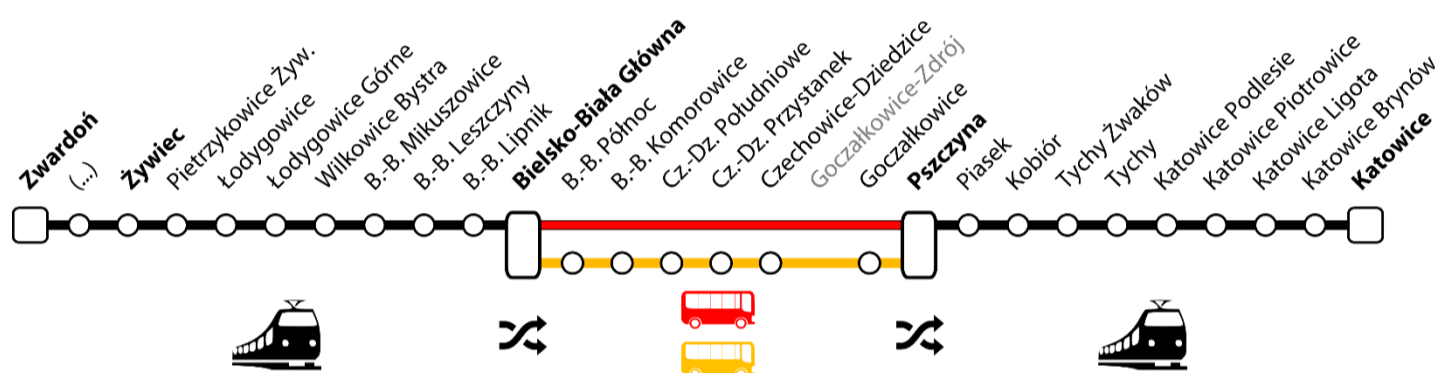 Zwardoń
(...)
Żywiec
Pietrzykowice Żyw.
Łodygowice
Łodygowice Górne
Wilkowice Bystra
B.-B. Mikuszowice
B.-B. Leszczyny
B.-B. Lipnik
Bielsko-Biała Główna
B.-B. Północ
B.-B. Komorowice
Cz.-Dz. Południowe
Cz.-Dz. Przystanek
Czechowice-Dziedzice
Goczałkowice-Zdrój
Goczałkowice
Pszczyna
Piasek
Kobiór
Tychy Żwaków
Tychy
Katowice Podlesie
Katowice Piotrowice
Katowice Ligota
Katowice Brynów
Katowice